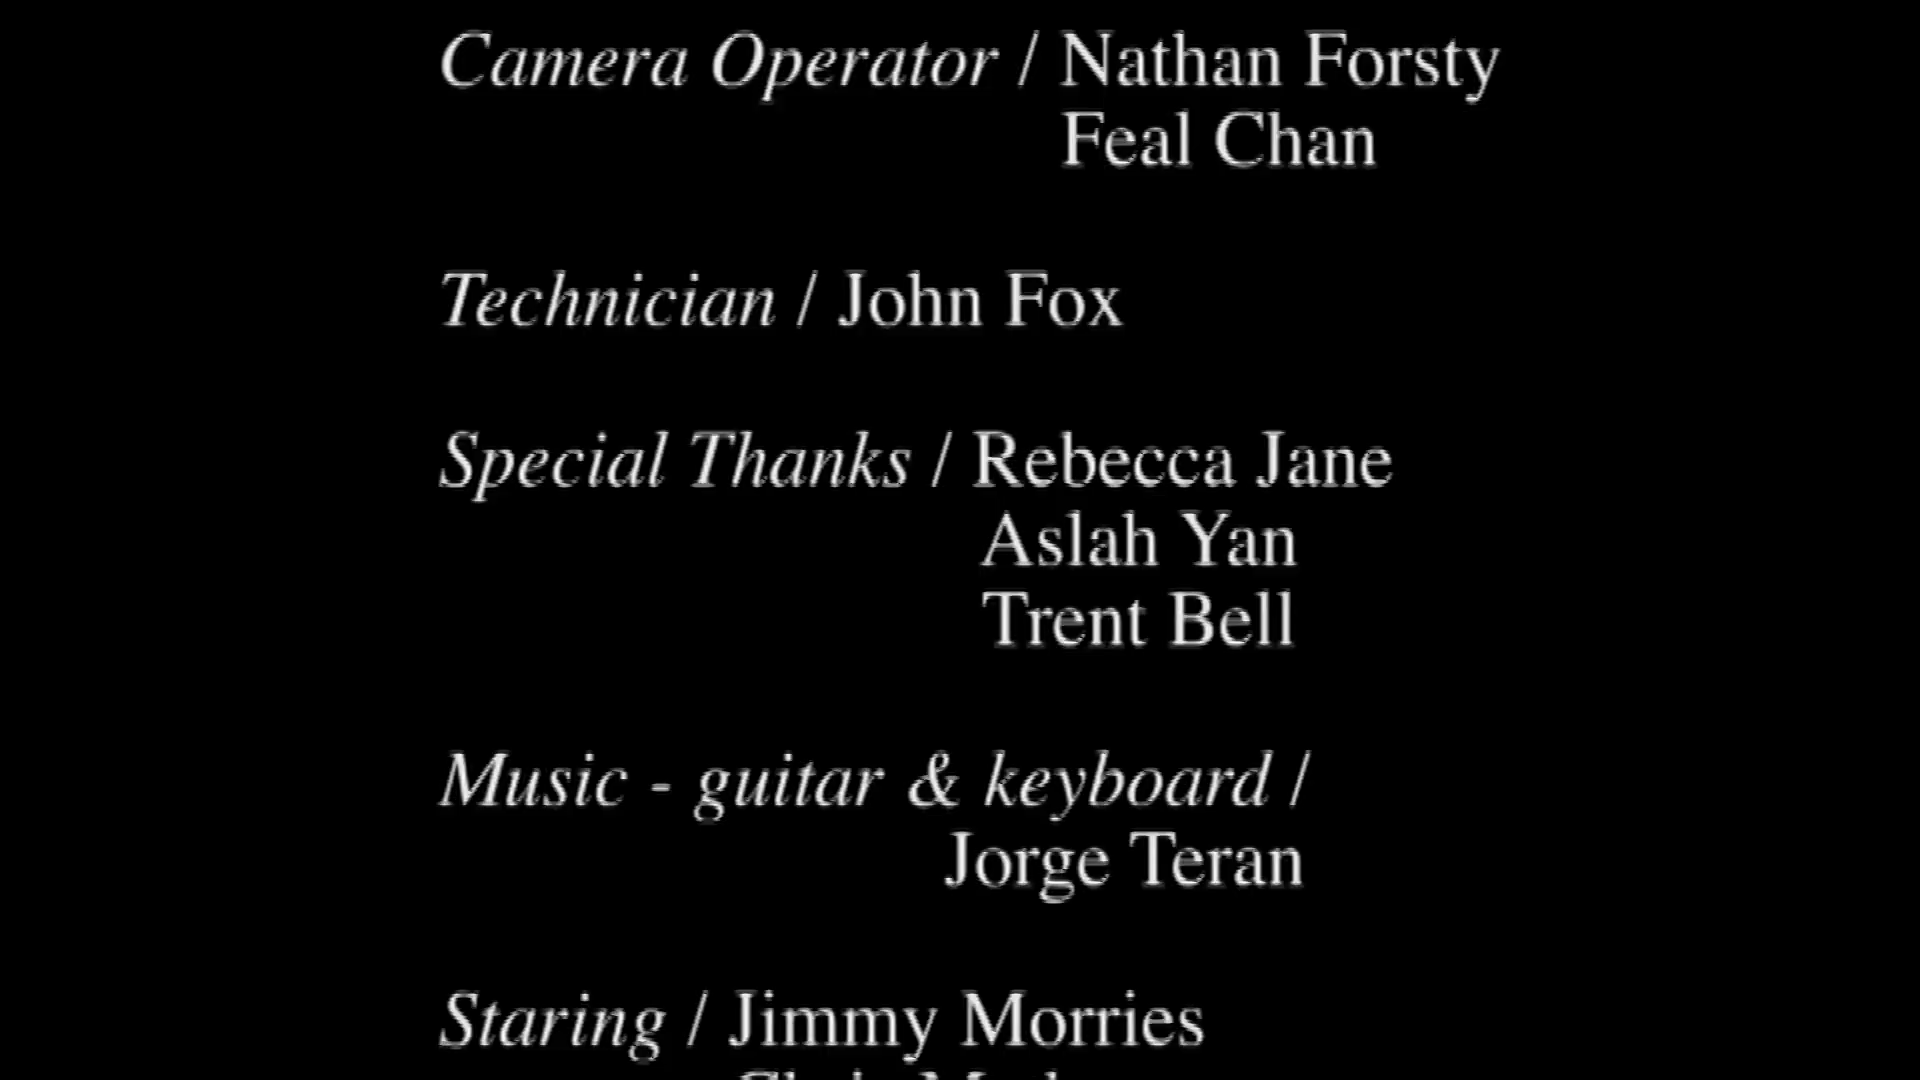 Camera Operator / Nathan Forsty
Feal Chan
Technician / John Fox
Special Thanks / Rebecca Jane
Aslah Yan
Trent Bell
Music - guitar & keyboard /
Jorge Teran
Staring / Jimmy Morries